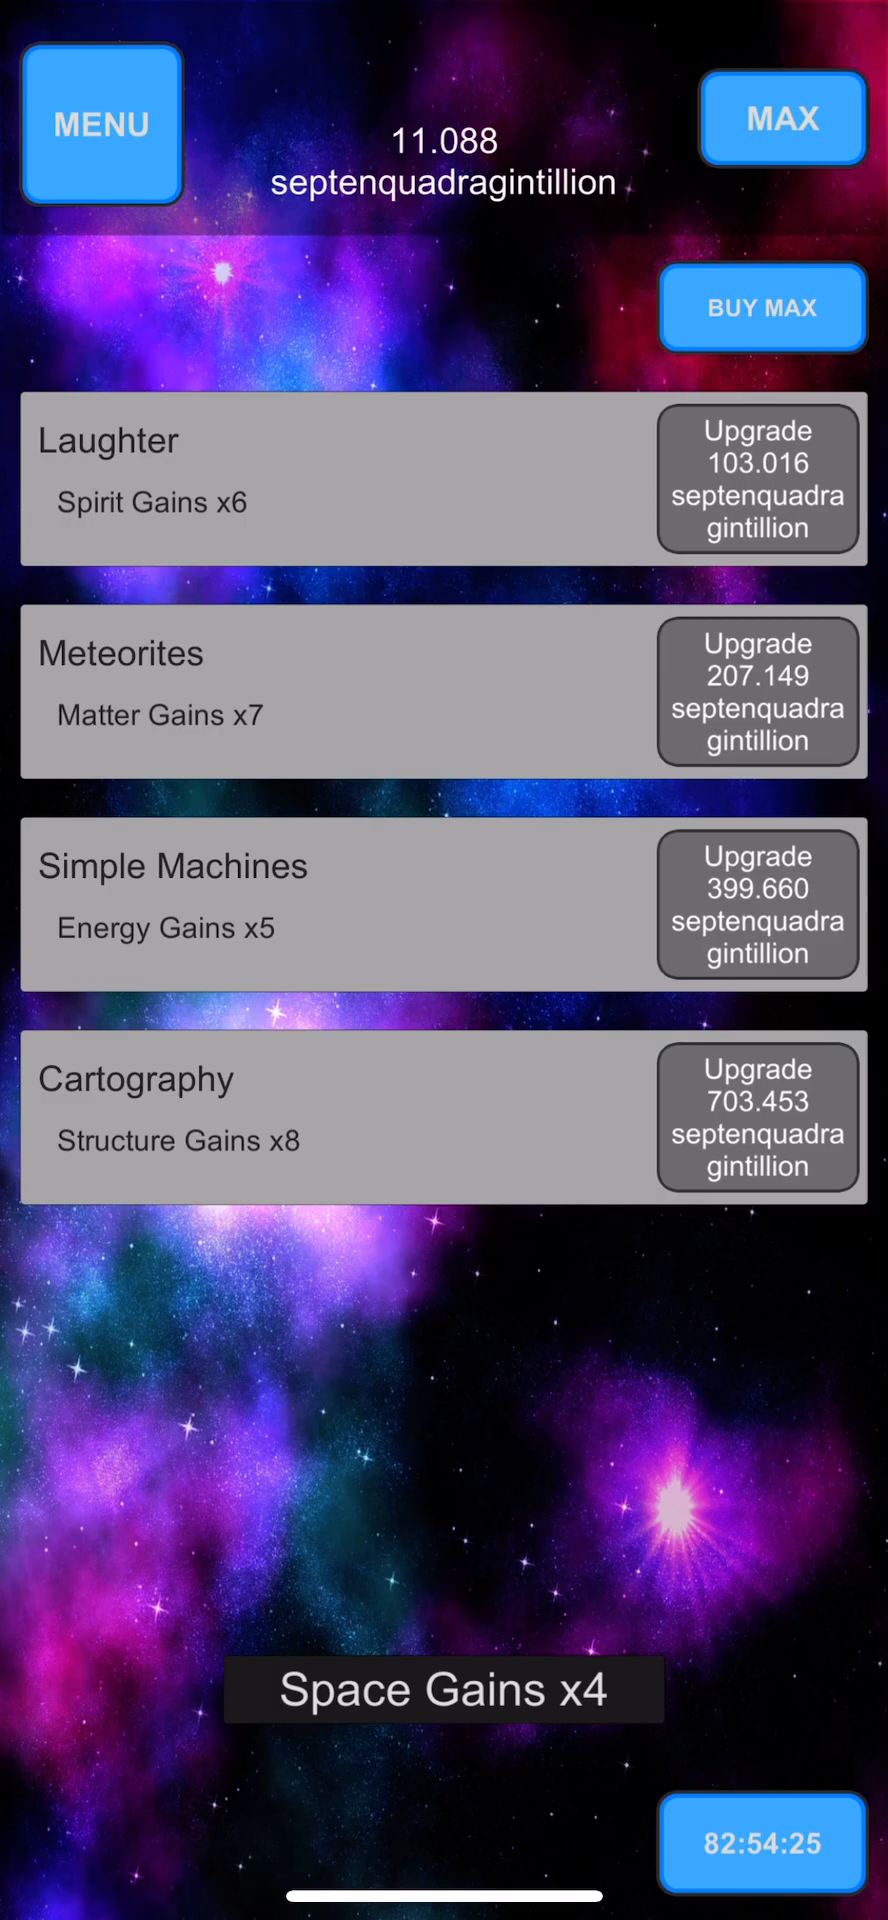 MENU
11.088
septenquadragintillion
MAX
BUY MAX
Laughter
Spirit Gains x6
Upgrade
103.016
septenquadra
gintillion
Meteorites
Matter Gains x7
Upgrade
207.149
septenquadra
gintillion
Simple Machines
Energy Gains x5
Upgrade
399.660
septenquadra
gintillion
Cartography
Structure Gains x8
Upgrade
703.453
septenquadra
gintillion
Space Gains x4
82:54:25